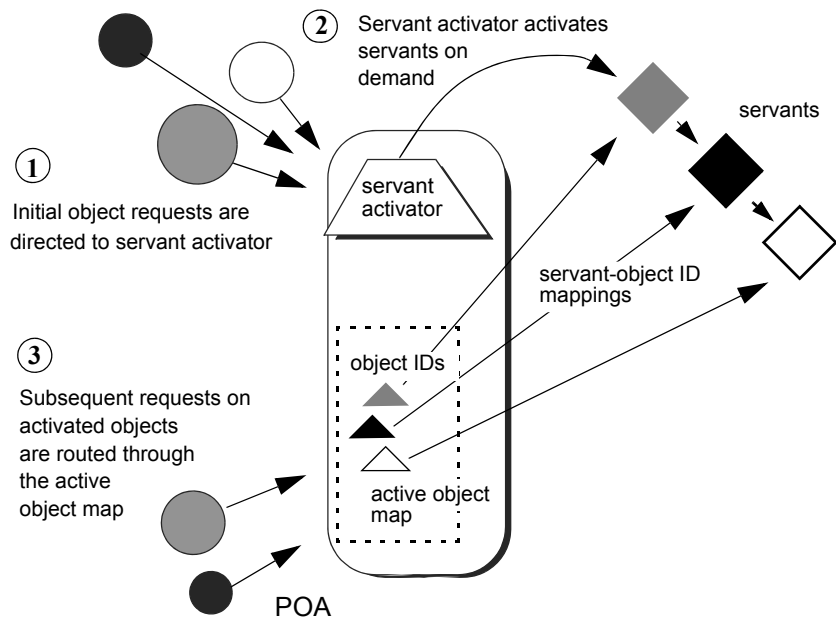 1
Initial object requests are
directed to servant activator
2
Servant activator activates
servants on
demand
servants
servant
activator
servant-object ID
mappings
3
Subsequent requests on
activated objects
are routed through
the active
object map
object IDs
active object
map
POA